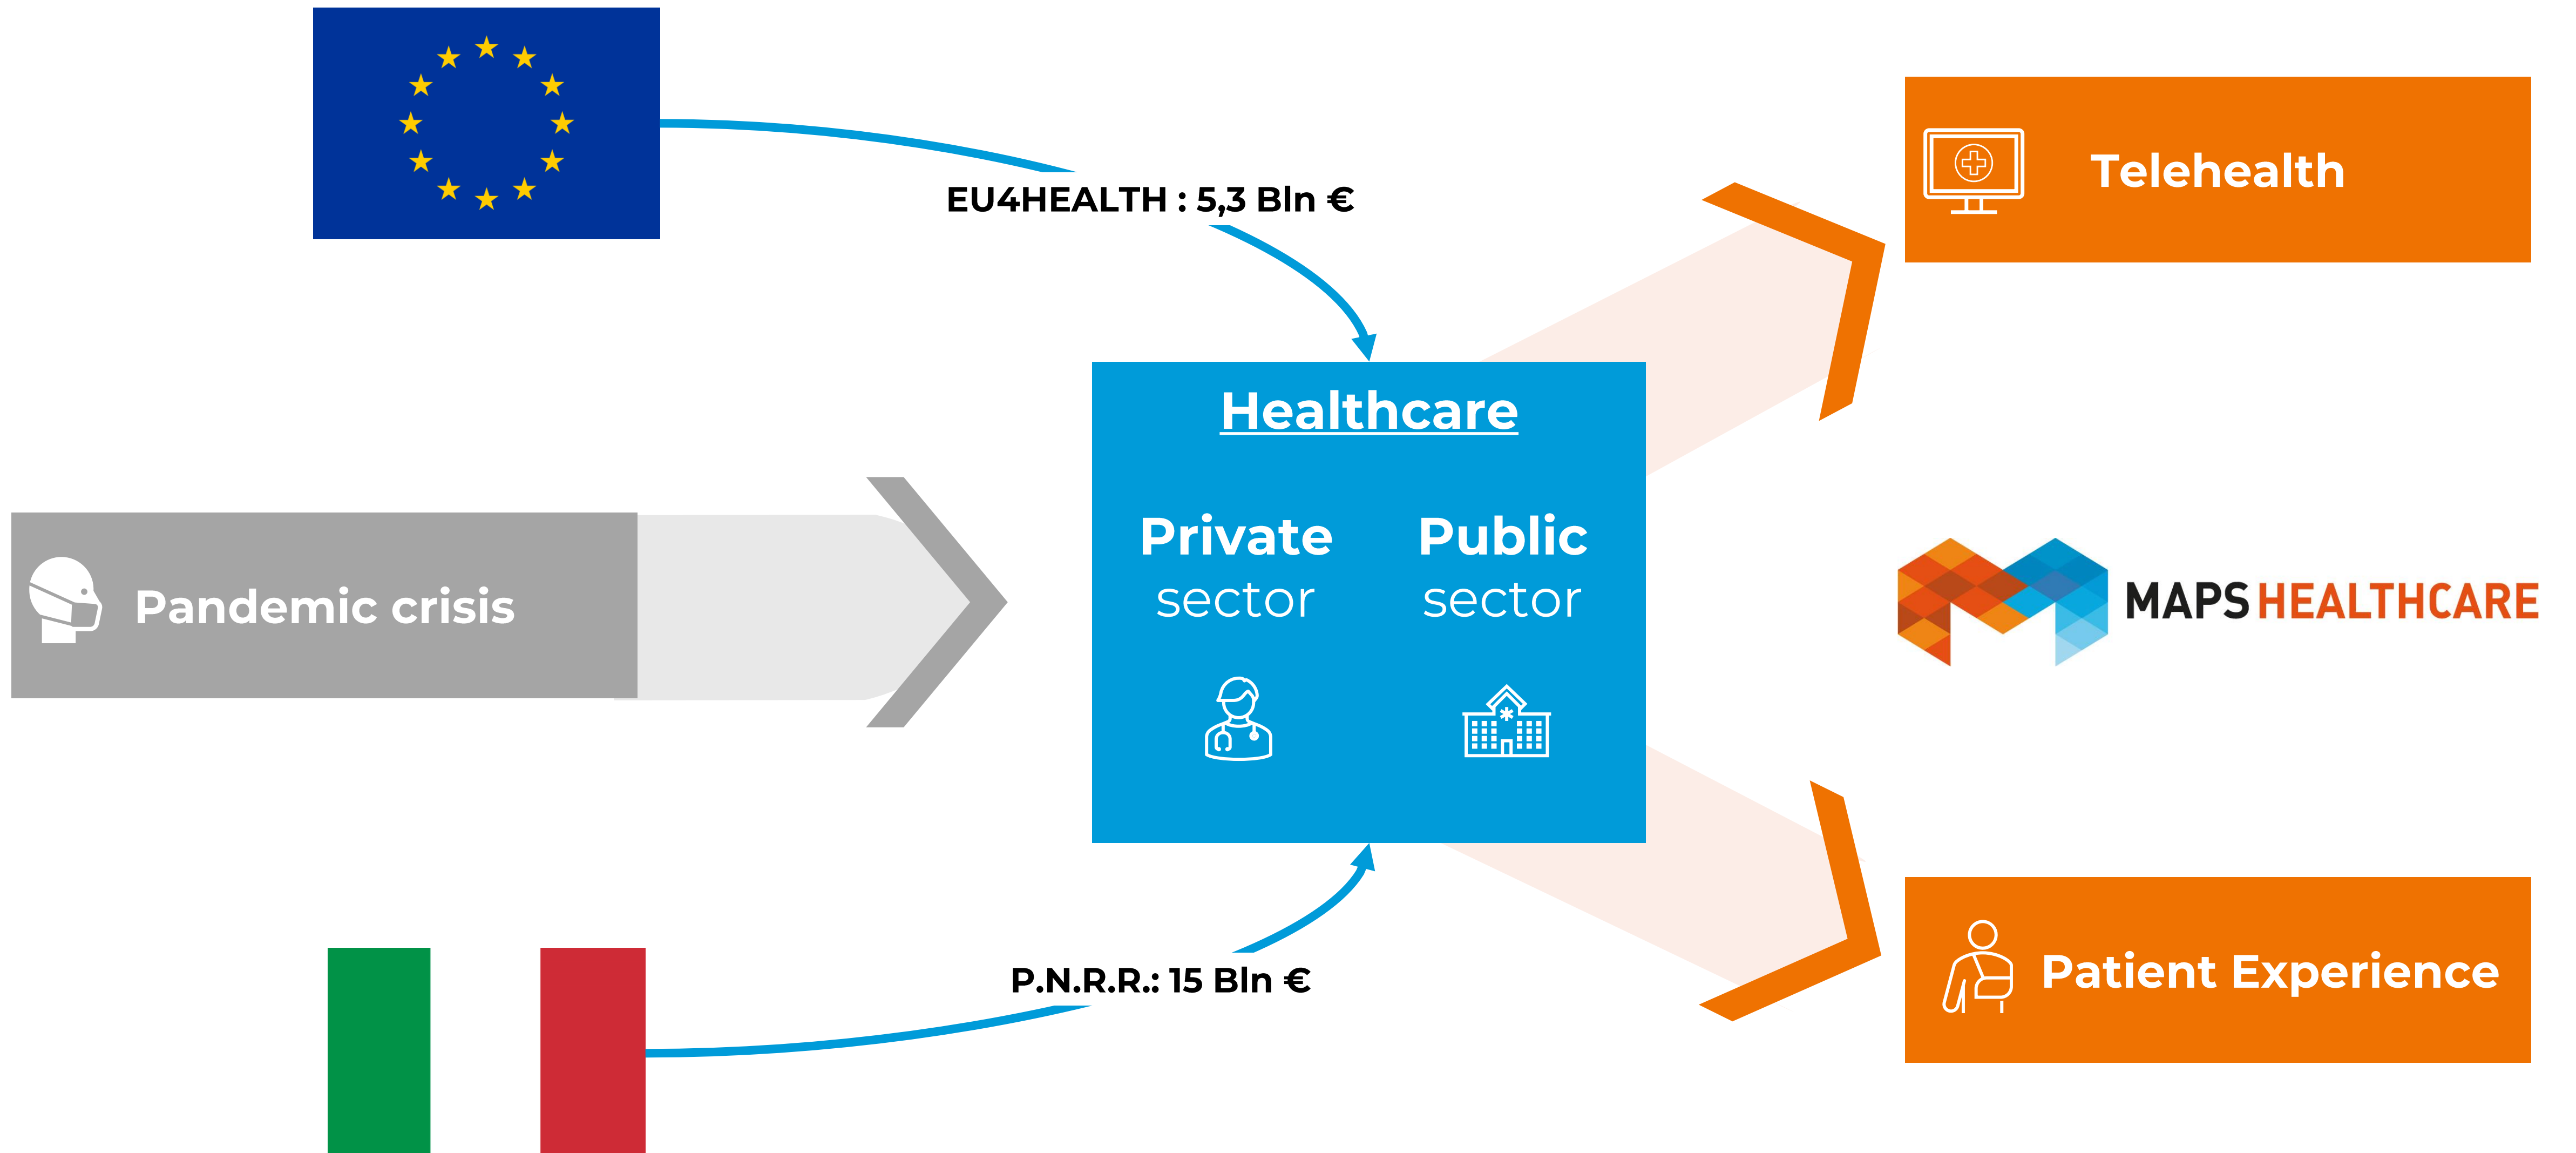 EU4HEALTH : 5,3 Bln €
Telehealth
Healthcare
Private
sector
Public
sector
Pandemic crisis
MAPS HEALTHCARE
P.N.R.R.: 15 Bln €
Patient Experience